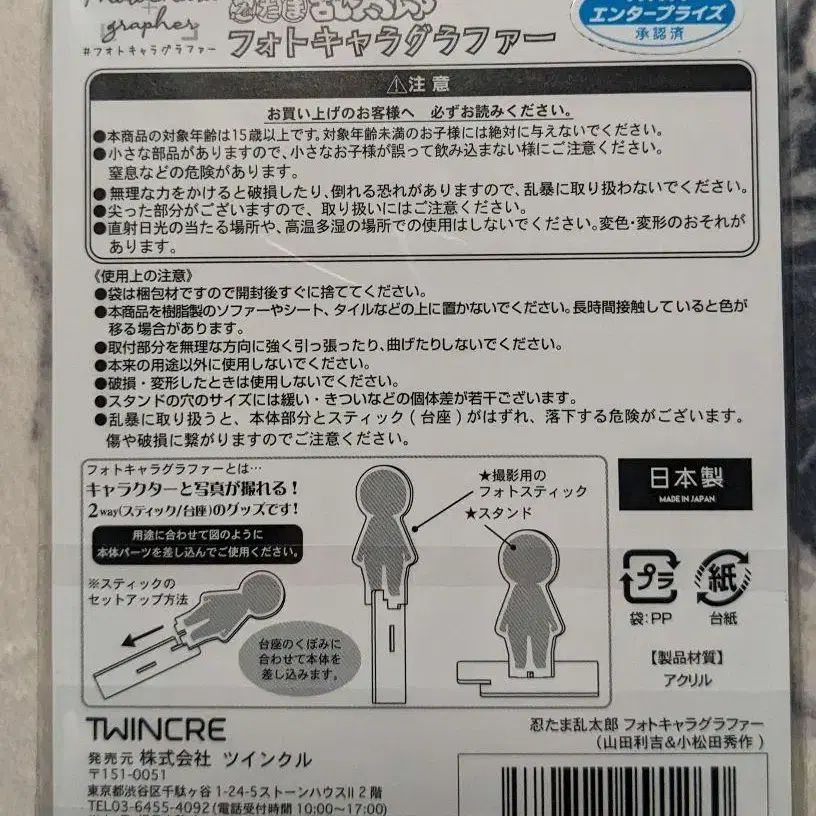 grapher
#フォトキャラグラファー
忍たま乱太郎
フォトキャラグラファー
エンタープライズ
承認済
⚠注意
お買い上げのお客様へ 必ずお読みください。
●本商品の対象年齢は15歳以上です。対象年齢未満のお子様には絶対に与えないでください。
●小さな部品がありますので、小さなお子様が誤って飲み込まない様にご注意ください。
窒息などの危険があります。
●無理な力をかけると破損したり、倒れる恐れがありますので、乱暴に取り扱わないでください。
●尖った部分がございますので、取り扱いにはご注意ください。
●直射日光の当たる場所や、高温多湿の場所での使用はしないでください。変色・変形のおそれが
あります。
《使用上の注意》
●袋は梱包材ですので開封後すぐに捨ててください。
●本商品を樹脂製のソファーやシート、タイルなどの上に置かないでください。長時間接触していると色が
移る場合があります。
●取付部分を無理な方向に強く引っ張ったり、曲げたりしないでください。
●本来の用途以外に使用しないでください。
●破損・変形したときは使用しないでください。
●スタンドの穴のサイズには緩い・きついなどの個体差が若干ございます。
●乱暴に取り扱うと、本体部分とスティック(台座)がはずれ、落下する危険がございます。
傷や破損に繋がりますのでご注意ください。
フォトキャラグラファーとは…
キャラクターと写真が撮れる!
2way(スティック/台座)のグッズです!
用途に合わせて図のように
本体パーツを差し込んでご使用ください。
※スティックの
セットアップ方法
台座のくぼみに
合わせて本体を
差し込みます。
★撮影用の
フォトスティック
★スタンド
日本製
MADE IN JAPAN
プラ
袋:PP
紙
台紙
【製品材質】
アクリル
TWINCRE
発売元 株式会社 ツインクル
〒151-0051
東京都渋谷区千駄ヶ谷1-24-5ストーンハウスⅡ2階
TEL03-6455-4092(電話受付時間 10:00〜17:00)
忍たま乱太郎 フォトキャラグラファー
(山田利吉&小松田秀作)